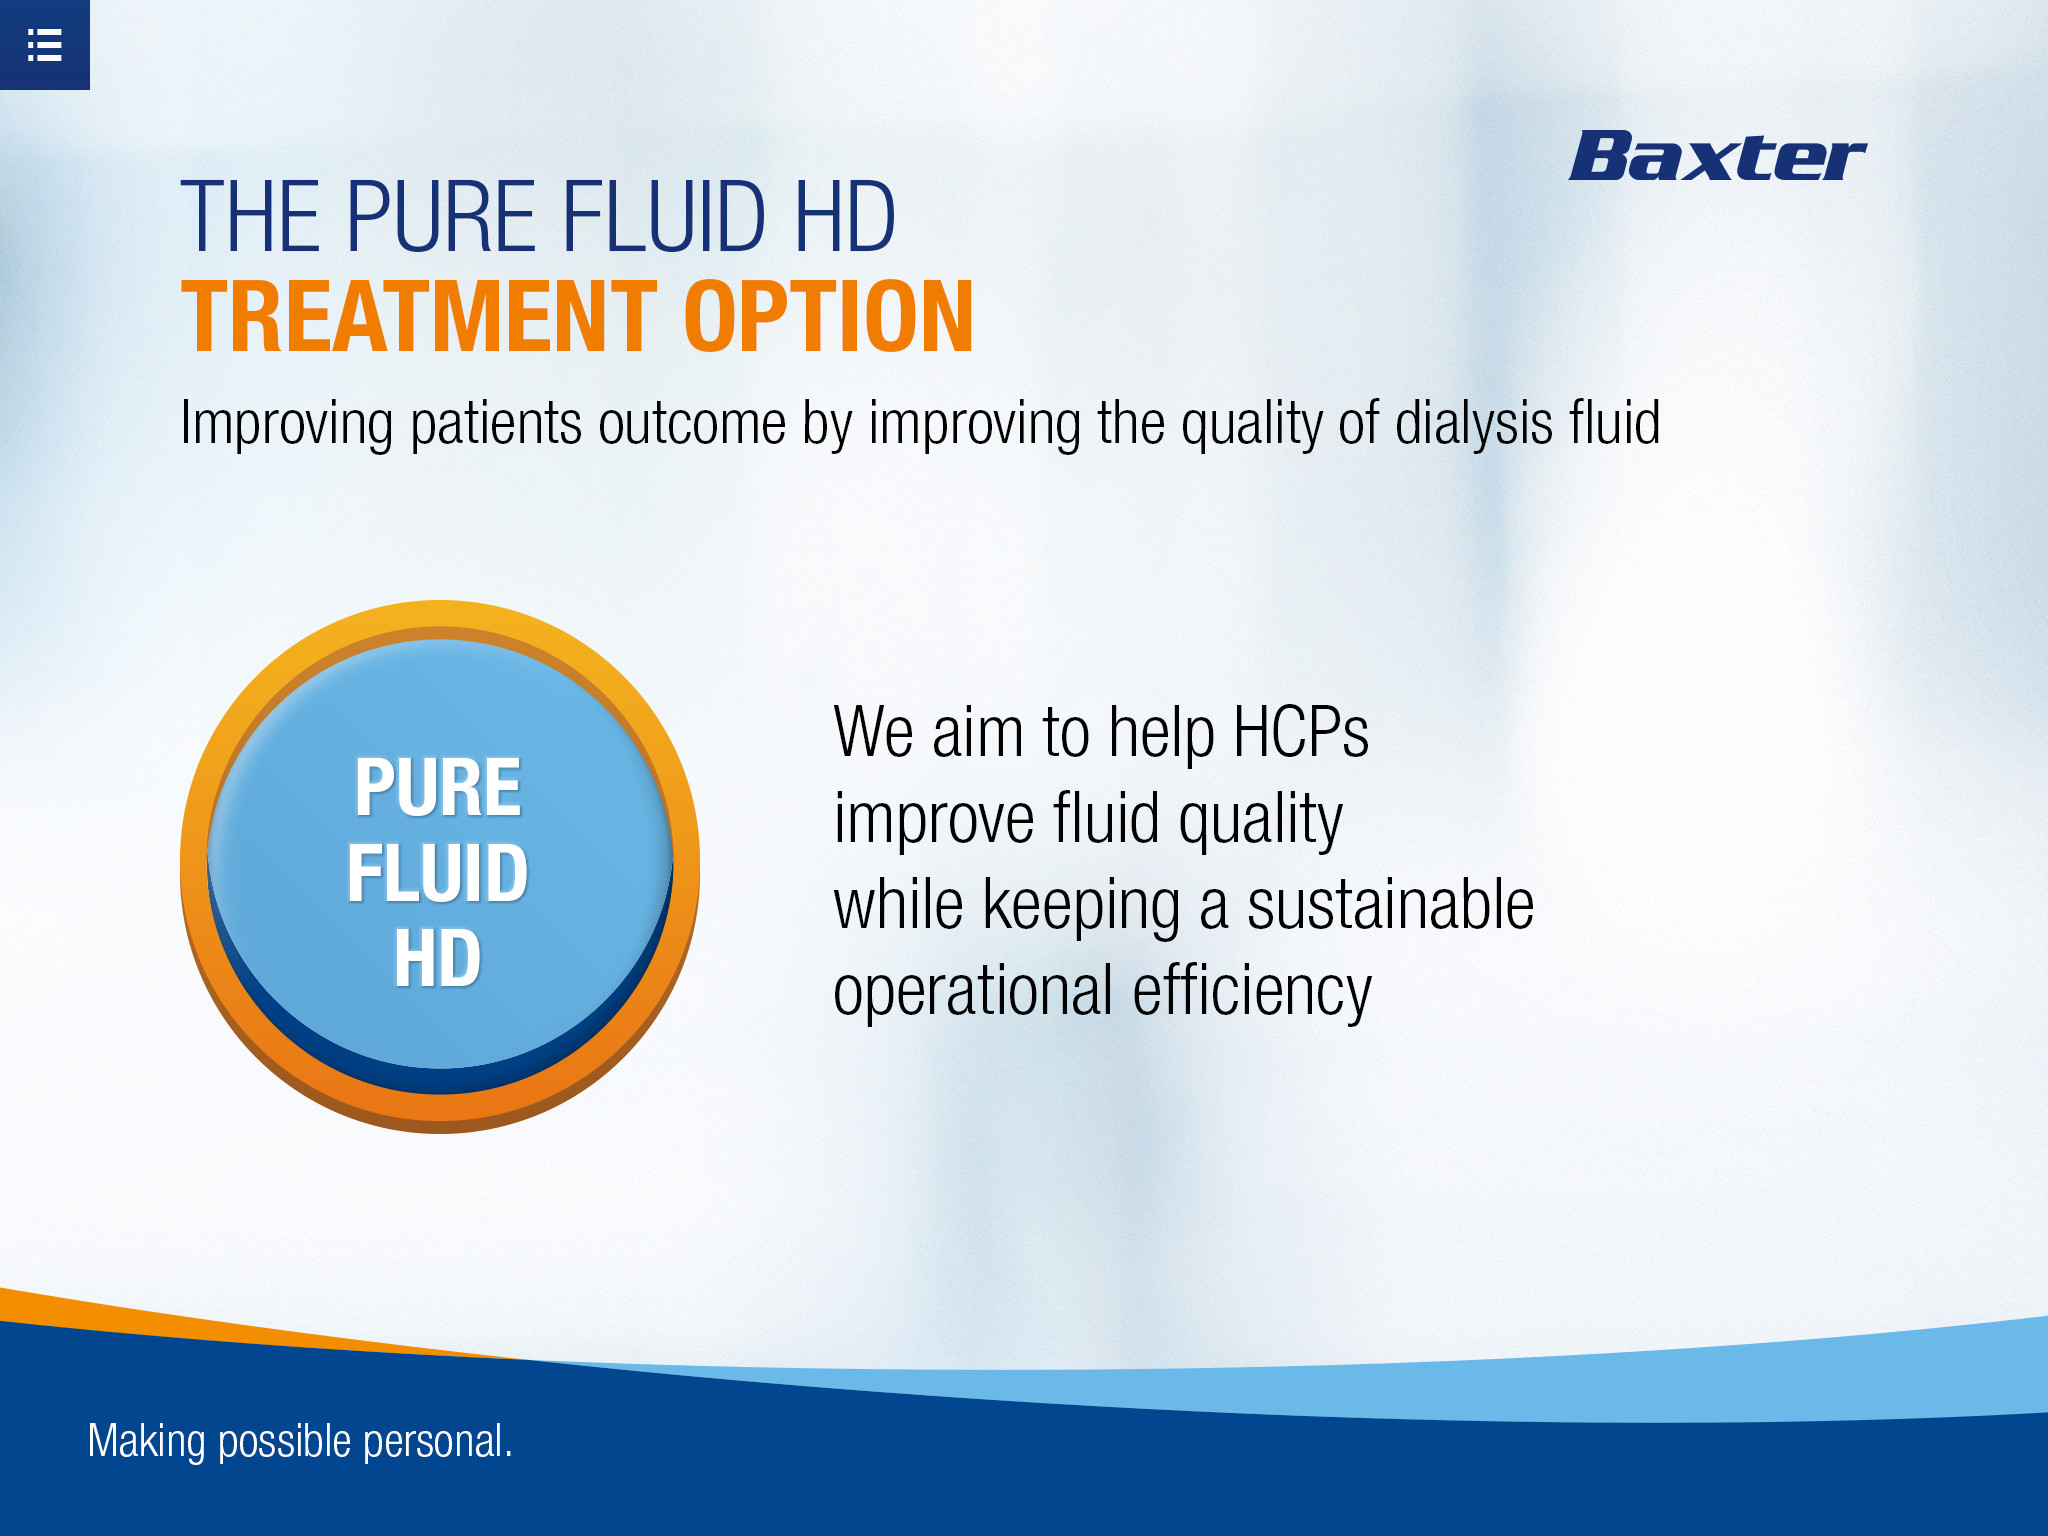 Baxter
THE PURE FLUID HD
TREATMENT OPTION
Improving patients outcome by improving the quality of dialysis fluid
PURE
FLUID
HD
We aim to help HCPs
improve fluid quality
while keeping a sustainable
operational efficiency
Making possible personal.